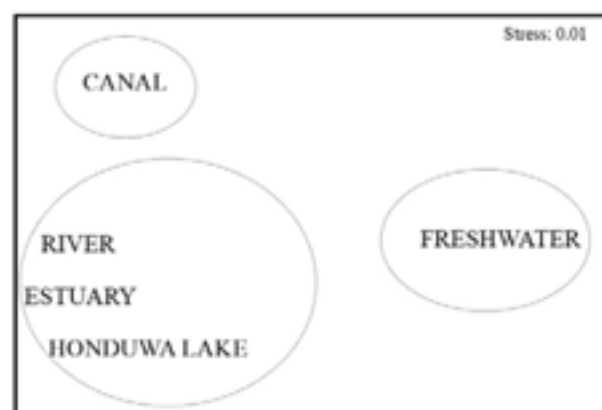 Stress: 0.01
CANAL
RIVER
FRESHWATER
ESTUARY
HONDUWA LAKE